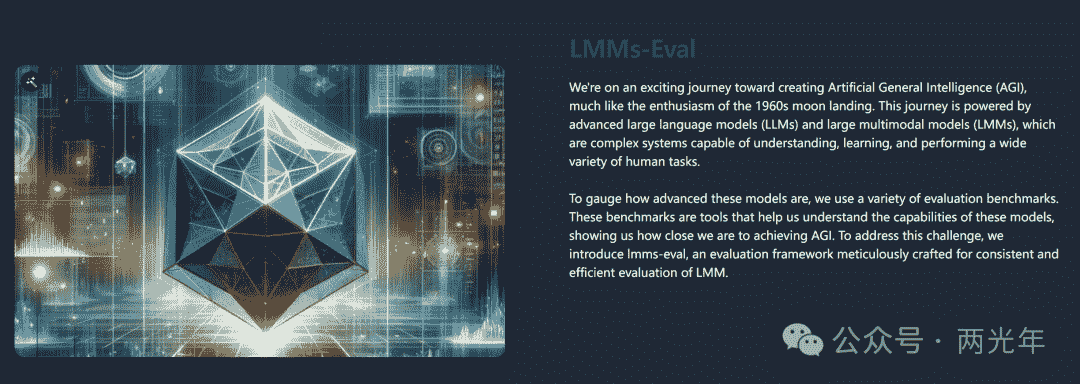 LMMs-Eval
We're on an exciting journey toward creating Artificial General Intelligence (AGI),
much like the enthusiasm of the 1960s moon landing. This journey is powered by
advanced large language models (LLMs) and large multimodal models (LMMs), which
are complex systems capable of understanding, learning, and performing a wide
variety of human tasks.
To gauge how advanced these models are, we use a variety of evaluation benchmarks.
These benchmarks are tools that help us understand the capabilities of these models,
showing us how close we are to achieving AGI. To address this challenge, we
introduce lmms-eval, an evaluation framework meticulously crafted for consistent and
efficient evaluation of LMM.
公众号 · 两光年